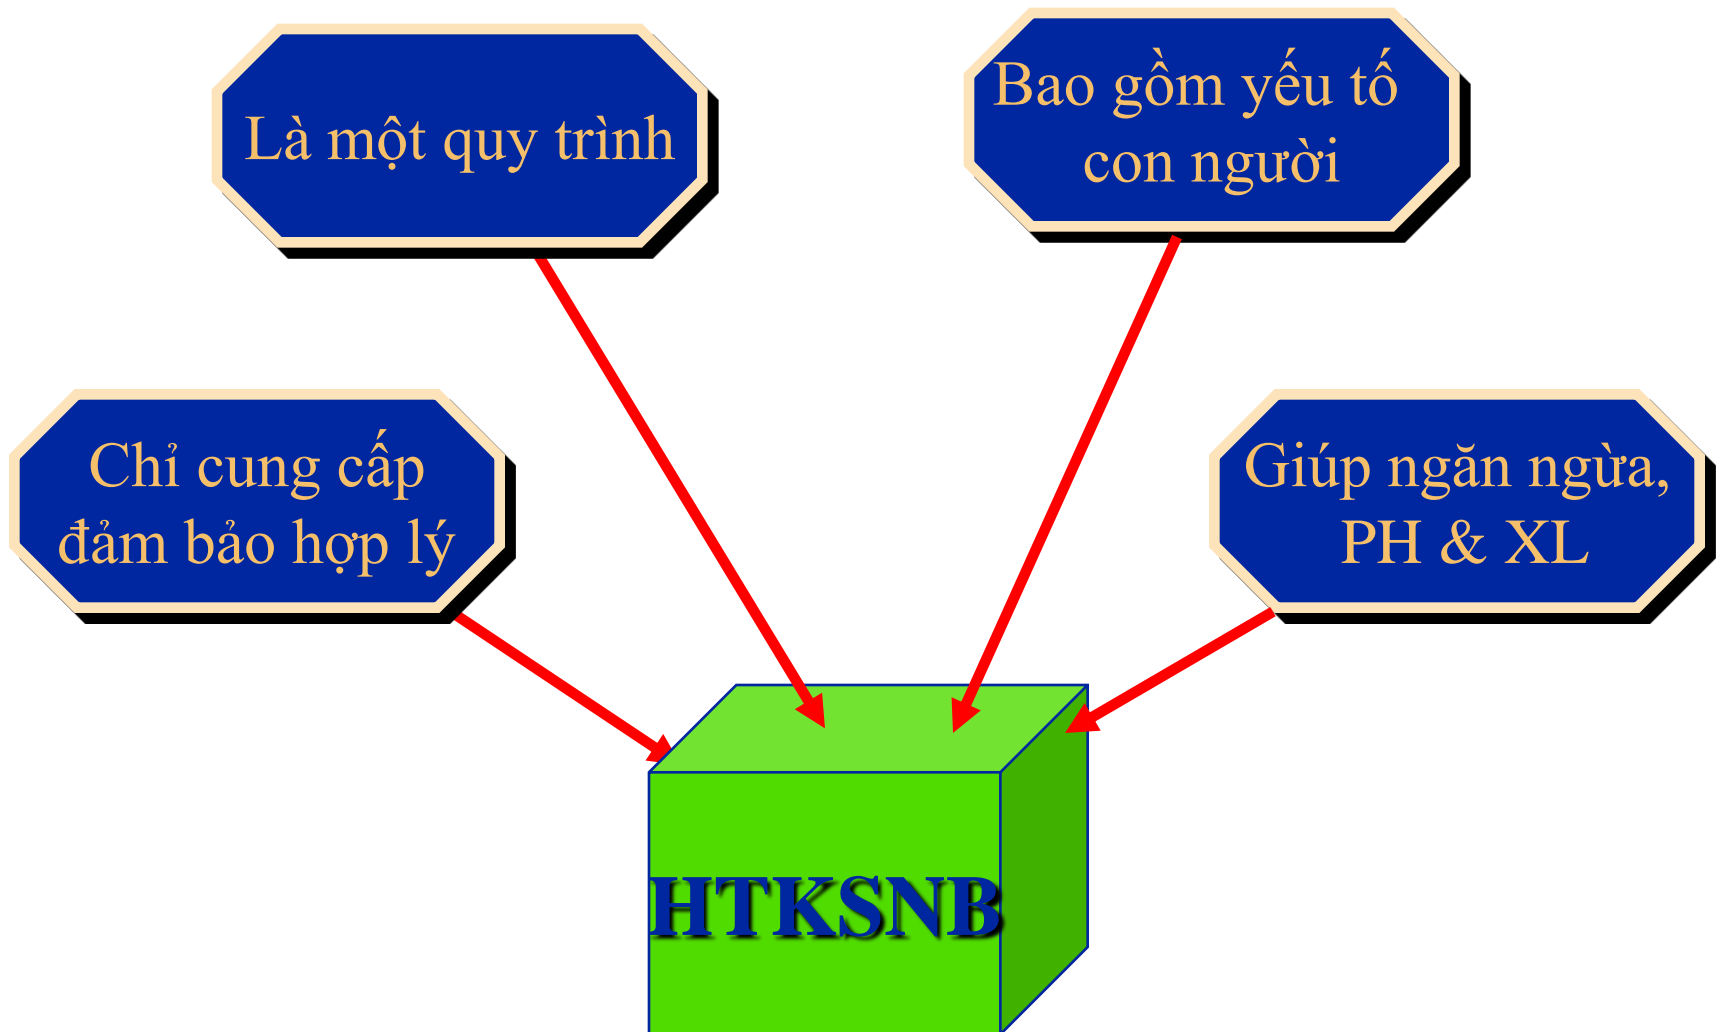 Là một quy trình
Bao gồm yếu tố
con người
Chỉ cung cấp
đảm bảo hợp lý
Giúp ngăn ngừa,
PH & XL
HTKSNB